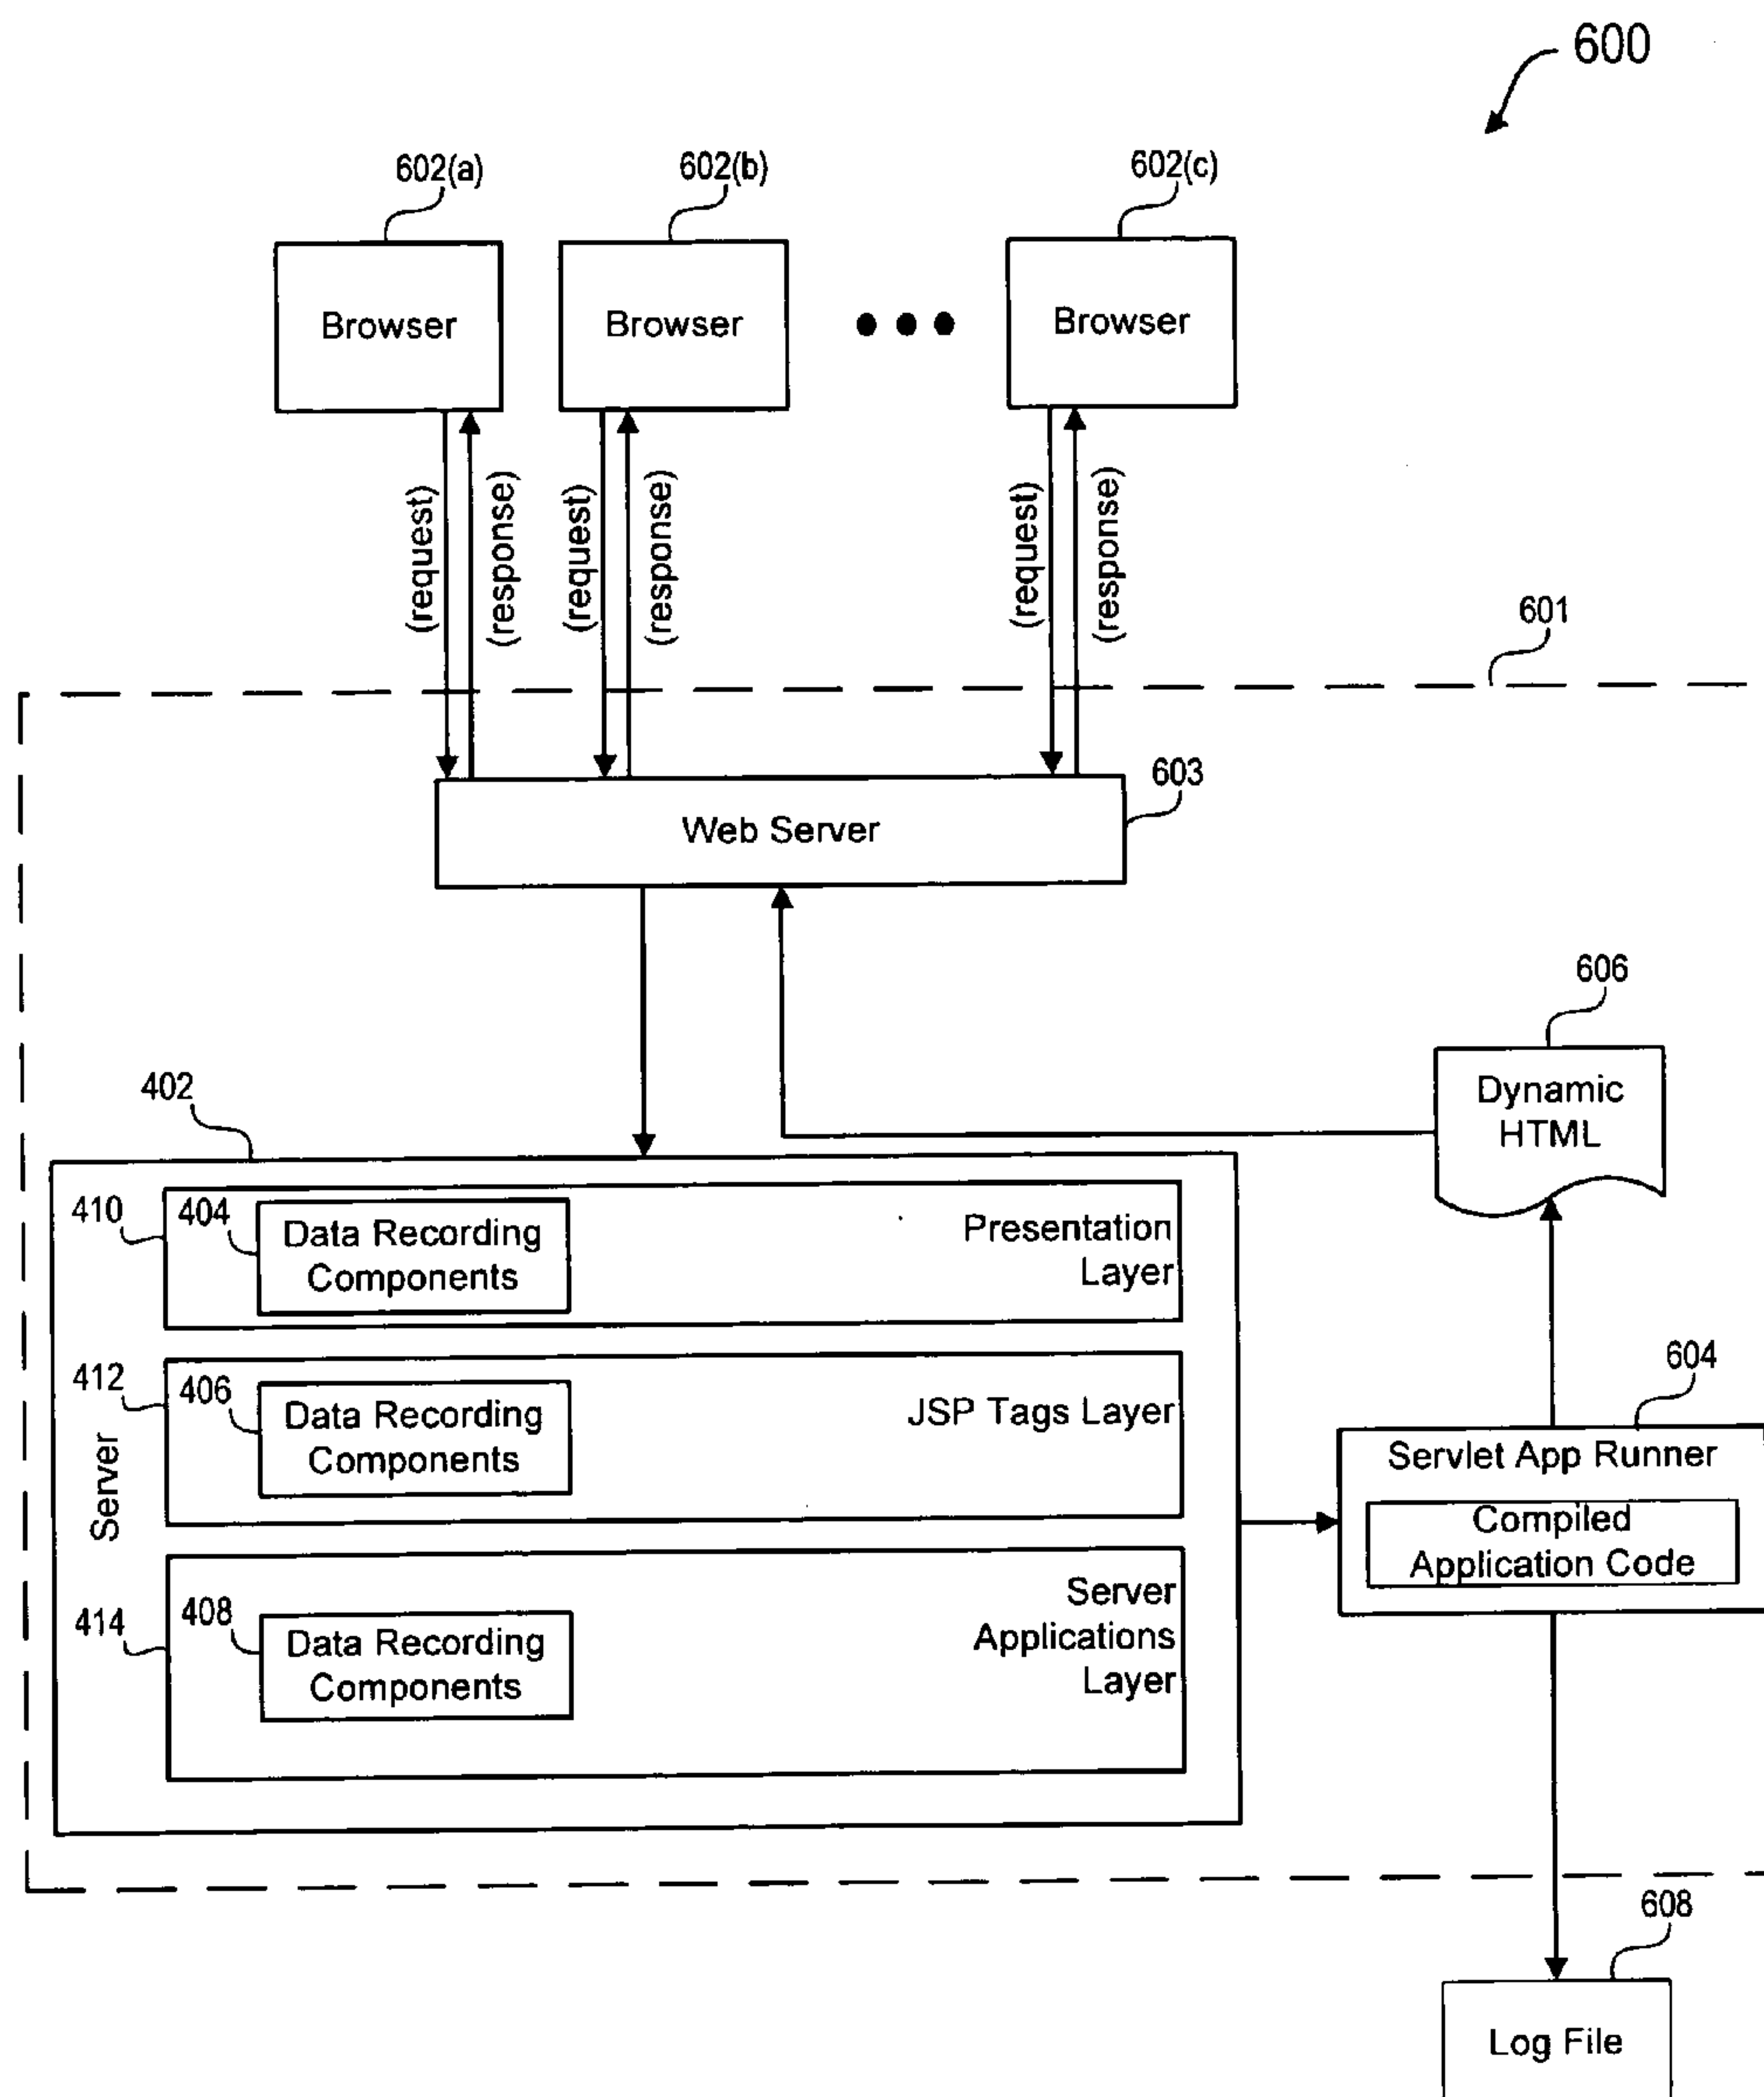 600
602(a)
602(b)
602(c)
Browser
Browser
Browser
(request)
(response)
(request)
(response)
(request)
(response)
601
603
Web Server
606
Dynamic
HTML
402
Server
410
404
Data Recording
Components
Presentation
Layer
412
406
Data Recording
Components
JSP Tags Layer
414
408
Data Recording
Components
Server
Applications
Layer
604
Servlet App Runner
Compiled
Application Code
608
Log File